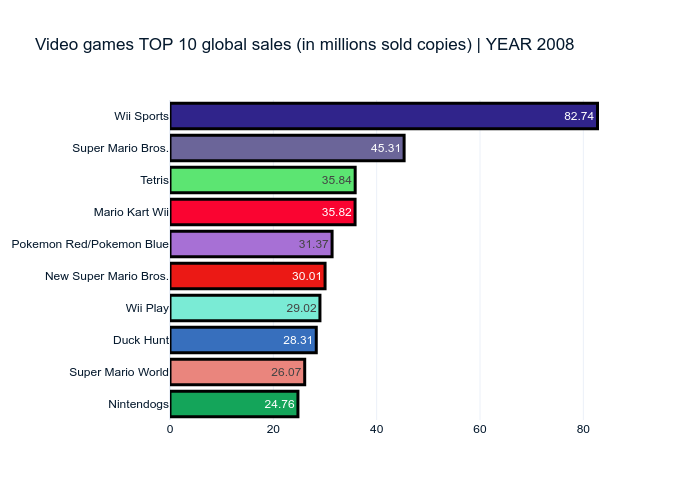 Video games TOP 10 global sales (in millions sold copies) | YEAR 2008
Wii Sports 82.74
Super Mario Bros. 45.31
Tetris 35.84
Mario Kart Wii 35.82
Pokemon Red/Pokemon Blue 31.37
New Super Mario Bros. 30.01
Wii Play 29.02
Duck Hunt 28.31
Super Mario World 26.07
Nintendogs 24.76
0 20 40 60 80